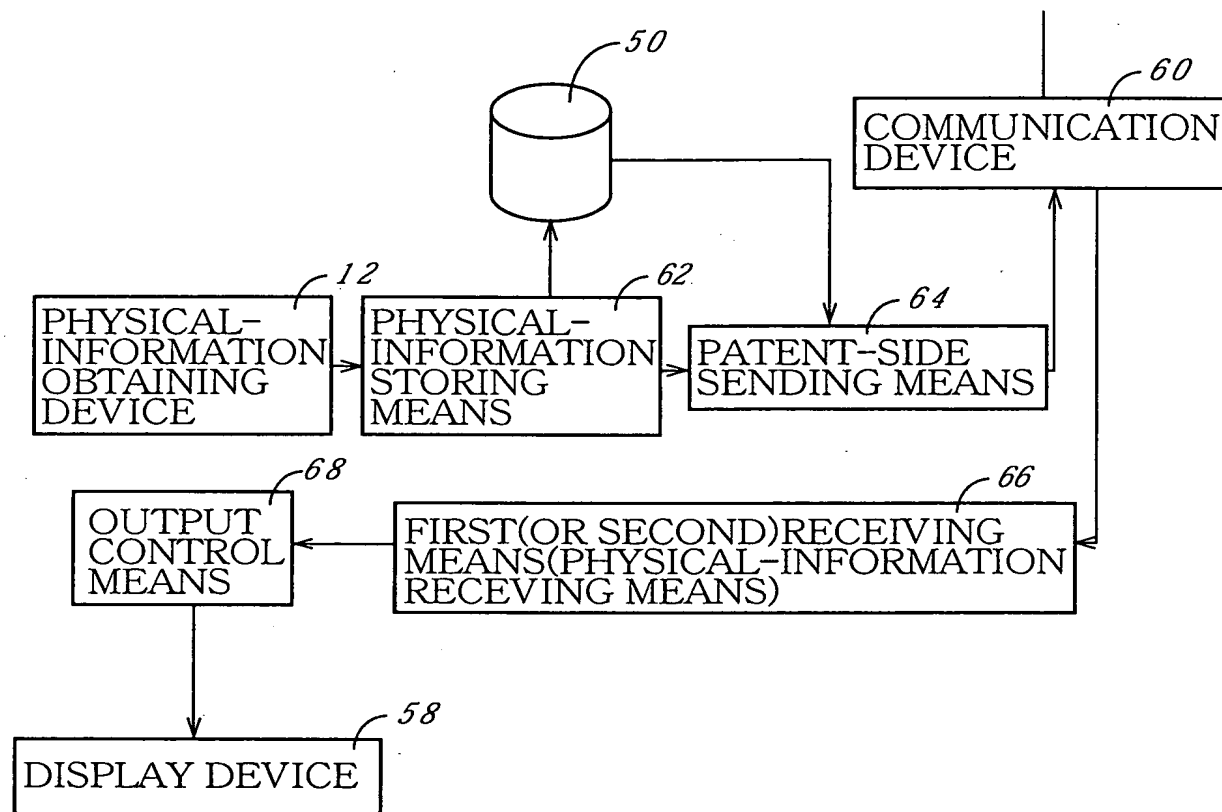 50
60
COMMUNICATION
DEVICE
12
PHYSICAL-
INFORMATION
OBTAINING
DEVICE
62
PHYSICAL-
INFORMATION
STORING
MEANS
64
PATENT-SIDE
SENDING MEANS
68
OUTPUT
CONTROL
MEANS
66
FIRST(OR SECOND)RECEIVING
MEANS(PHYSICAL-INFORMATION
RECEVING MEANS)
58
DISPLAY DEVICE